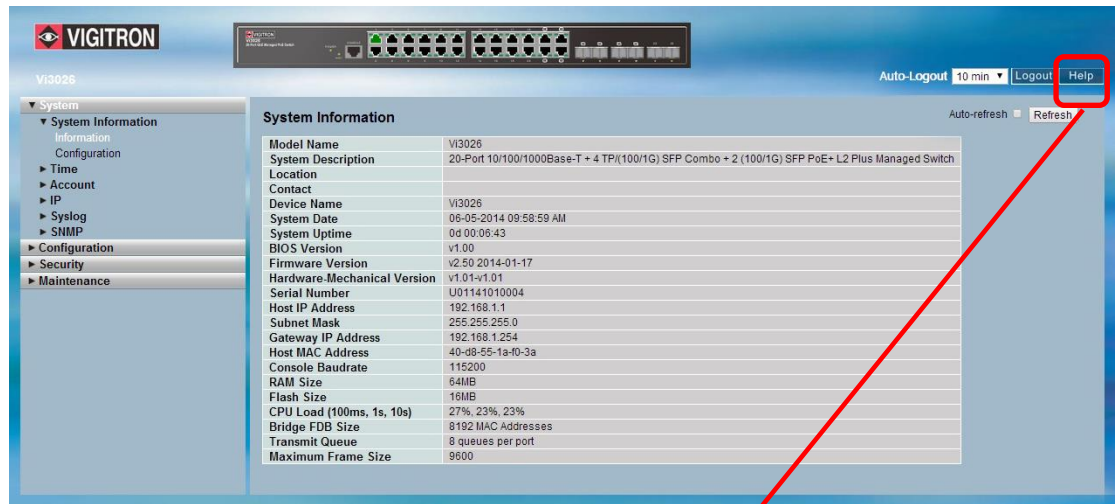 VIGITRON
Vi3026
Auto-Logout 10 min Logout Help
Auto-refresh Refresh
System
System Information
Information
Configuration
Time
Account
IP
Syslog
SNMP
Configuration
Security
Maintenance
System Information
Model Name Vi3026
System Description 20-Port 10/100/1000Base-T + 4 TP/(100/1G) SFP Combo + 2 (100/1G) SFP PoE+ L2 Plus Managed Switch
Location
Contact
Device Name Vi3026
System Date 06-05-2014 09:58:59 AM
System Uptime 0d 00:06:43
BIOS Version v1.00
Firmware Version v2.50 2014-01-17
Hardware-Mechanical Version v1.01-v1.01
Serial Number U01141010004
Host IP Address 192.168.1.1
Subnet Mask 255.255.255.0
Gateway IP Address 192.168.1.254
Host MAC Address 40-d8-55-1a-f0-3a
Console Baudrate 115200
RAM Size 64MB
Flash Size 16MB
CPU Load (100ms, 1s, 10s) 27%, 23%, 23%
Bridge FDB Size 8192 MAC Addresses
Transmit Queue 8 queues per port
Maximum Frame Size 9600